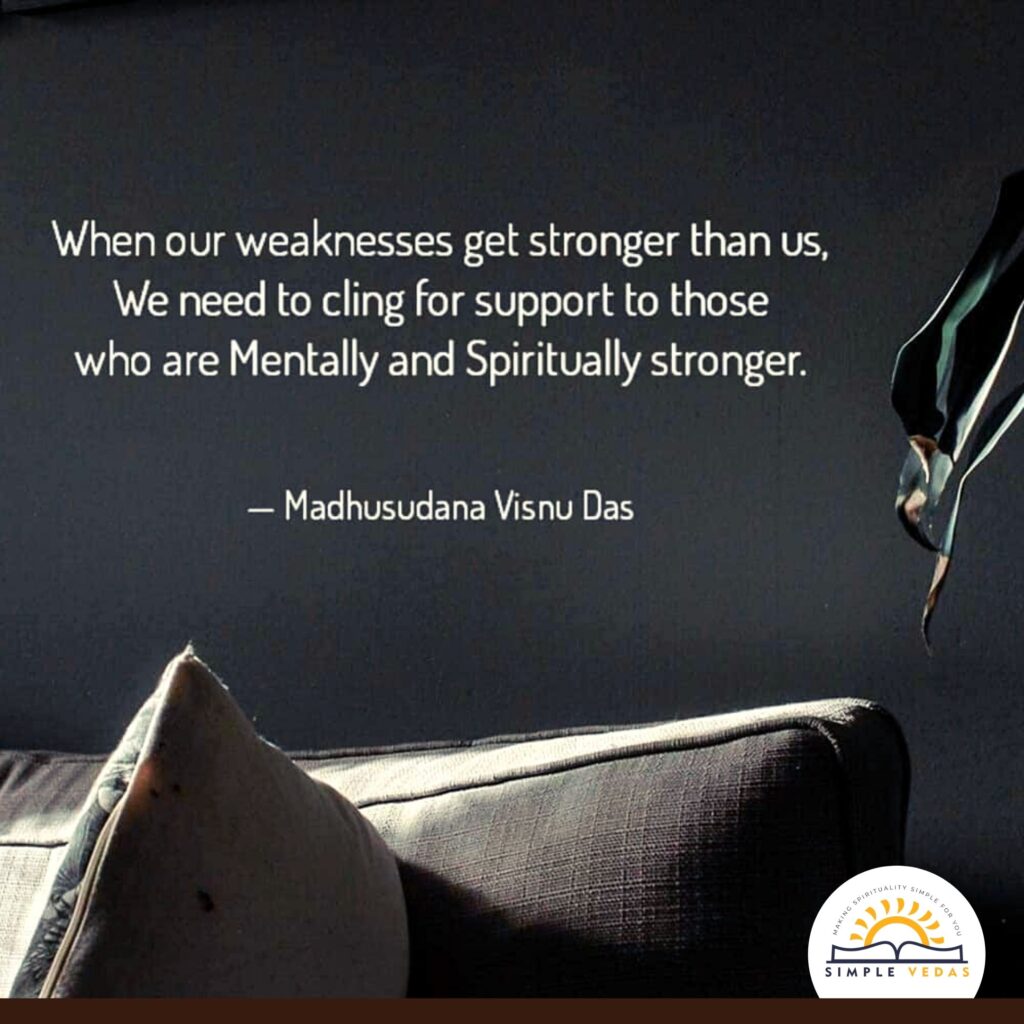 When our weaknesses get stronger than us,
We need to cling for support to those
who are Mentally and Spiritually stronger.
— Madhusudana Visnu Das
MAKING SPIRITUALITY SIMPLE FOR YOU
SIMPLE VEDAS